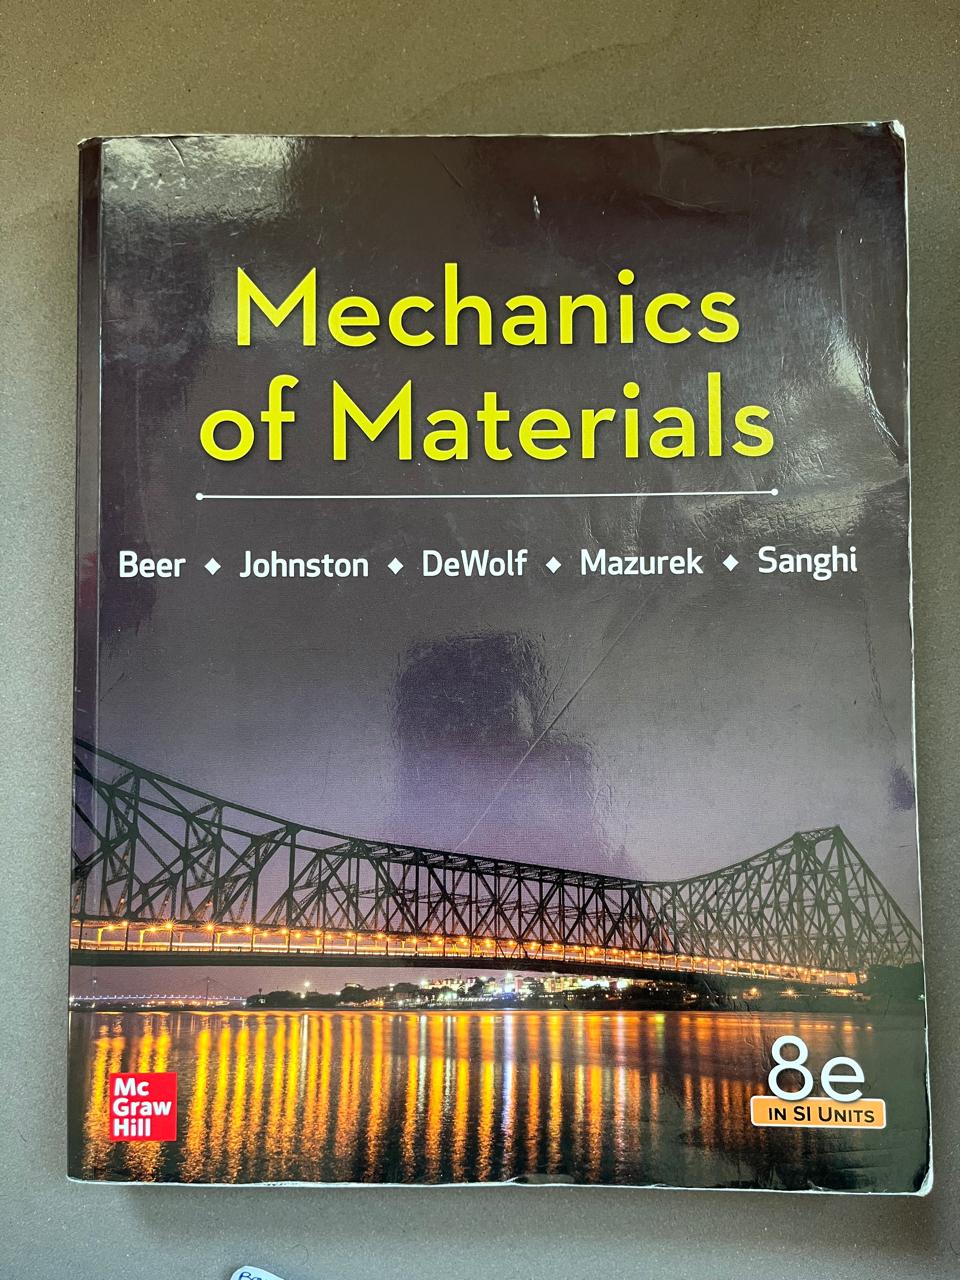 Mechanics
of Materials
Beer ◆ Johnston ◆ DeWolf ◆ Mazurek ◆ Sanghi
8e
IN SI UNITS
Mc
Graw
Hill